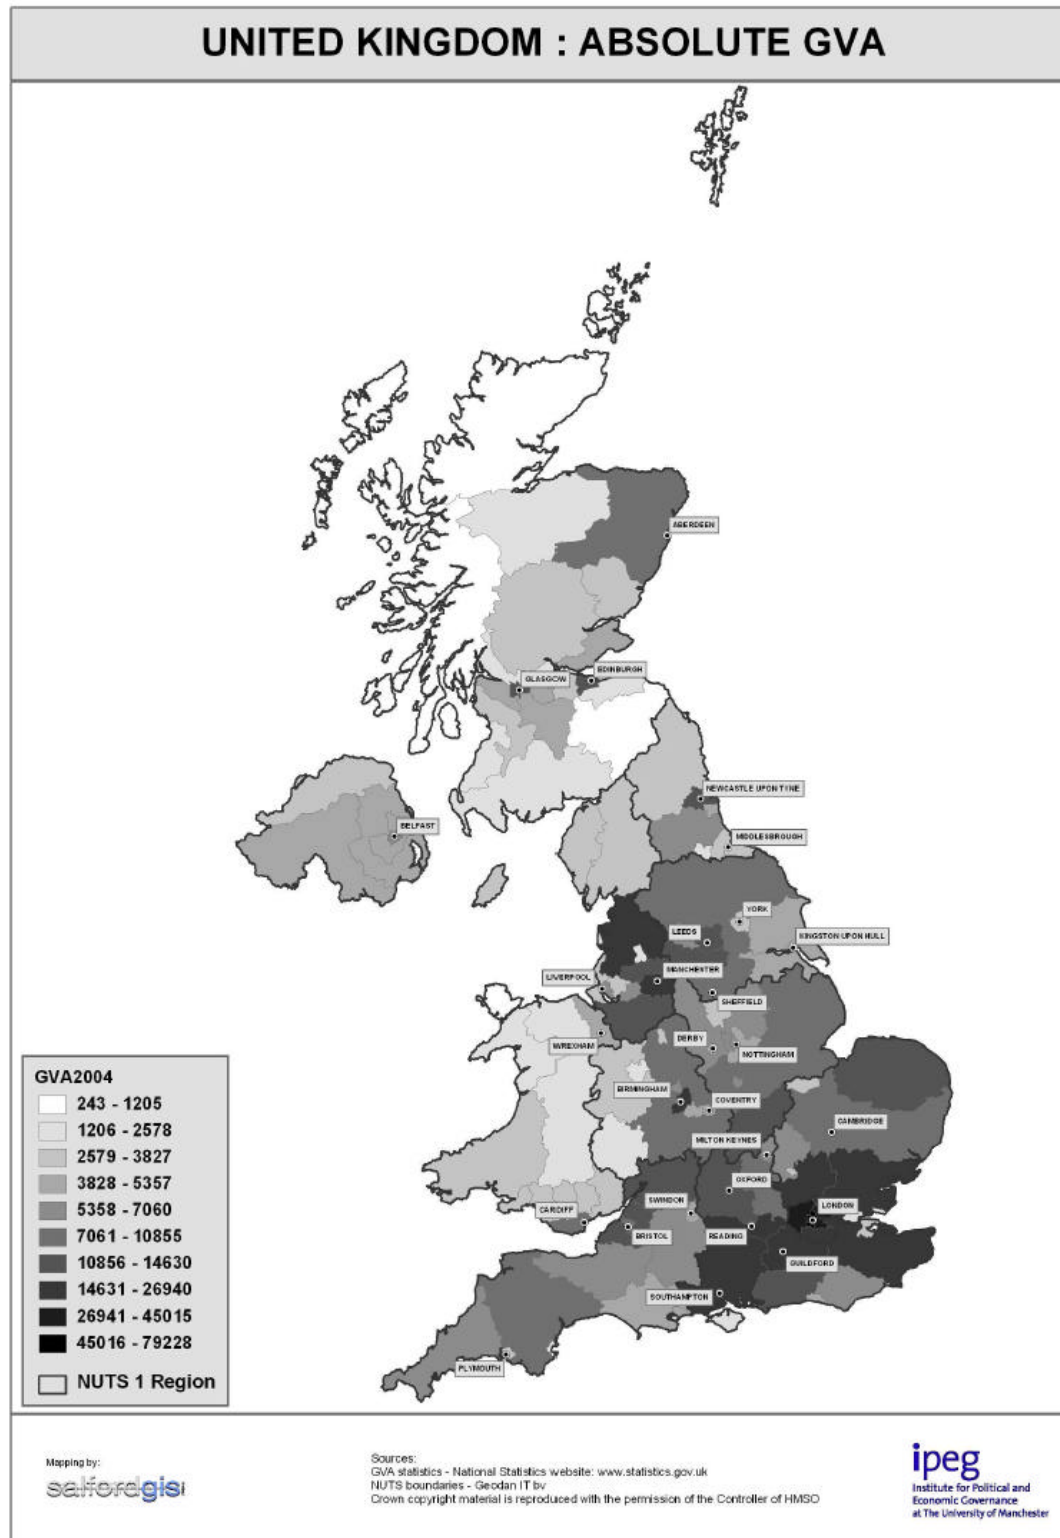 UNITED KINGDOM : ABSOLUTE GVA
ABERDEEN
EDINBURGH
GLASGOW
NEWCASTLE UPON TYNE
BELFAST
MIDDLESBROUGH
YORK
LEEDS
KINGSTON UPON HULL
MANCHESTER
LIVERPOOL
SHEFFIELD
DERBY
WREXHAM
NOTTINGHAM
BIRMINGHAM
COVENTRY
CAMBRIDGE
MILTON KEYNES
OXFORD
SWINDON
CARDIFF
LONDON
BRISTOL
READING
GUILDFORD
SOUTHAMPTON
PLYMOUTH
GVA2004
243 - 1205
1206 - 2578
2579 - 3827
3828 - 5357
5358 - 7060
7061 - 10855
10856 - 14630
14631 - 26940
26941 - 45015
45016 - 79228
NUTS 1 Region
Mapping by:
salfordgis
Sources:
GVA statistics - National Statistics website: www.statistics.gov.uk
NUTS boundaries - Geodan IT bv
Crown copyright material is reproduced with the permission of the Controller of HMSO
ipeg
Institute for Political and
Economic Governance
at The University of Manchester